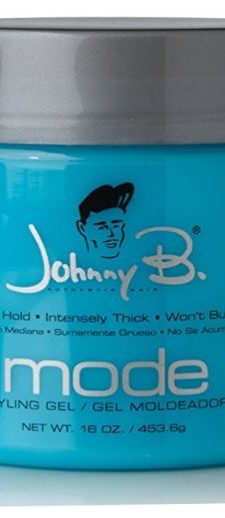 Johnny B.®
AUTHENTIC HAIR
Hold • Intensely Thick • Won't Bu
Mediana • Sumamente Grueso • No Se Acum
mode
YLING GEL / GEL MOLDEADOR
NET WT. 16 OZ. / 453.6g